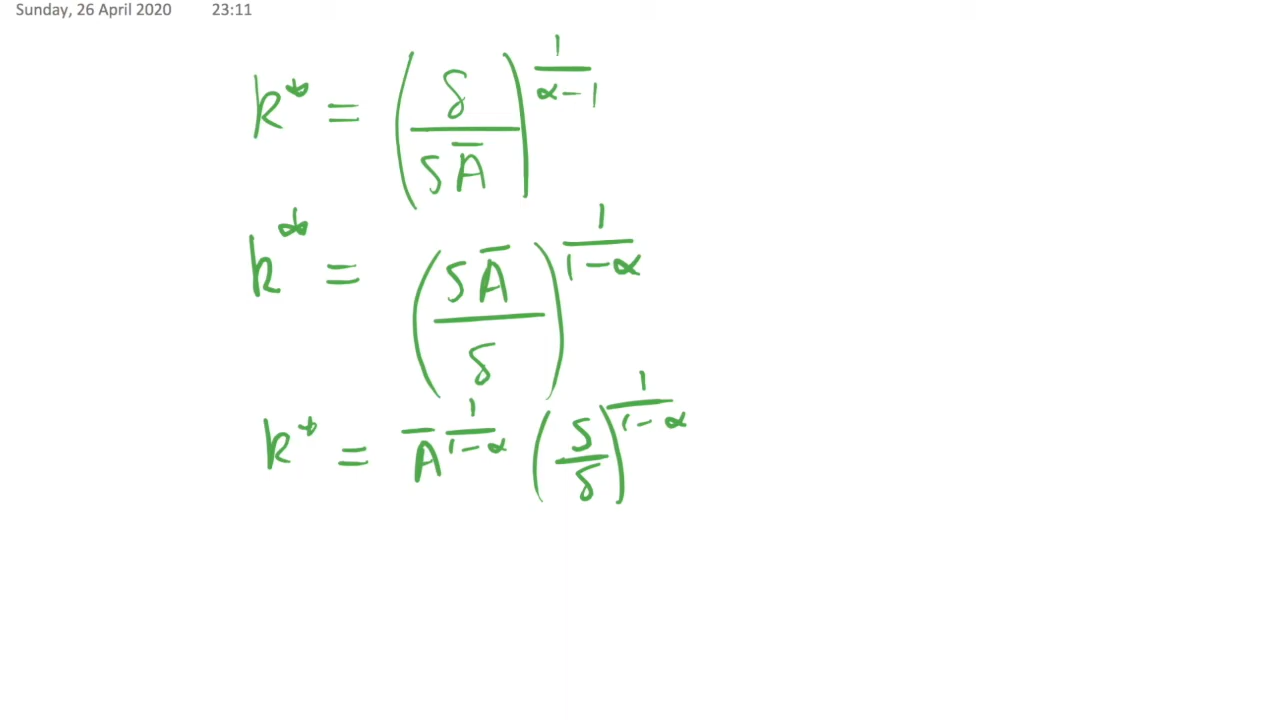 Sunday, 26 April 2020 23:11
k* = (δ / sĀ)^(1/(α-1))
k* = (sĀ / δ)^(1/(1-α))
k* = Ā^(1/(1-α)) (s/δ)^(1/(1-α))